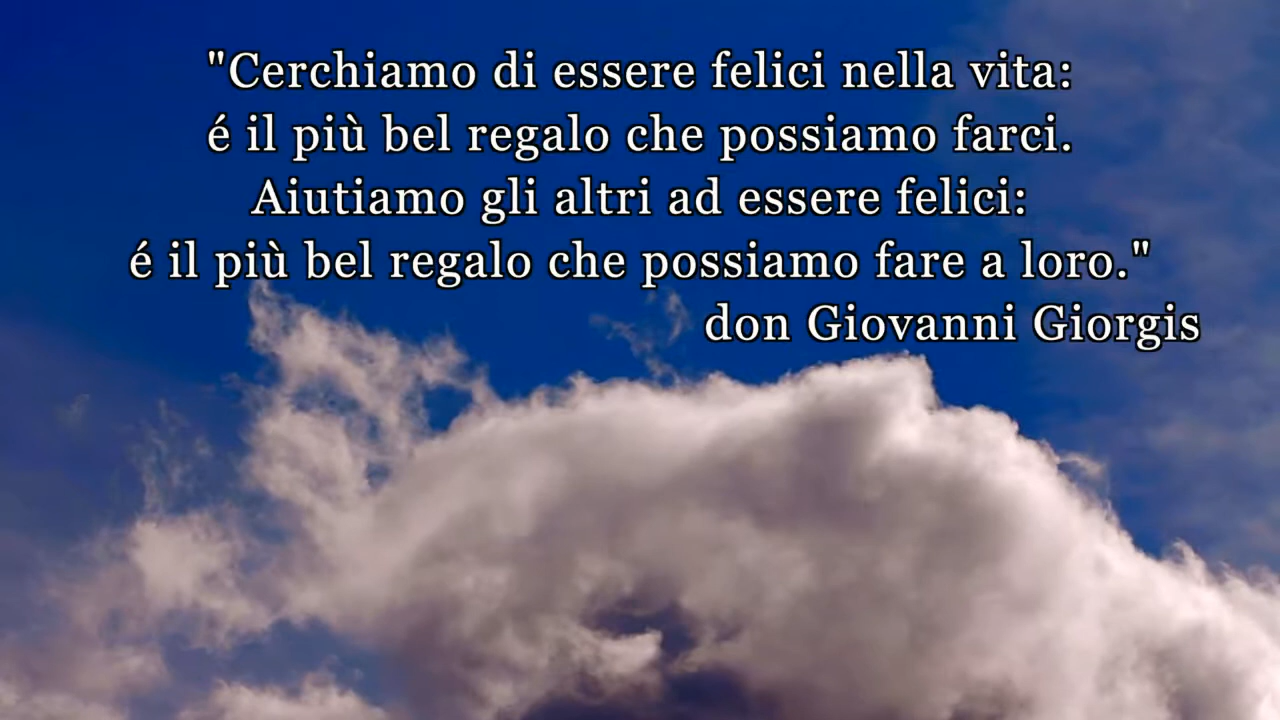 "Cerchiamo di essere felici nella vita:
é il più bel regalo che possiamo farci.
Aiutiamo gli altri ad essere felici:
é il più bel regalo che possiamo fare a loro."
don Giovanni Giorgis